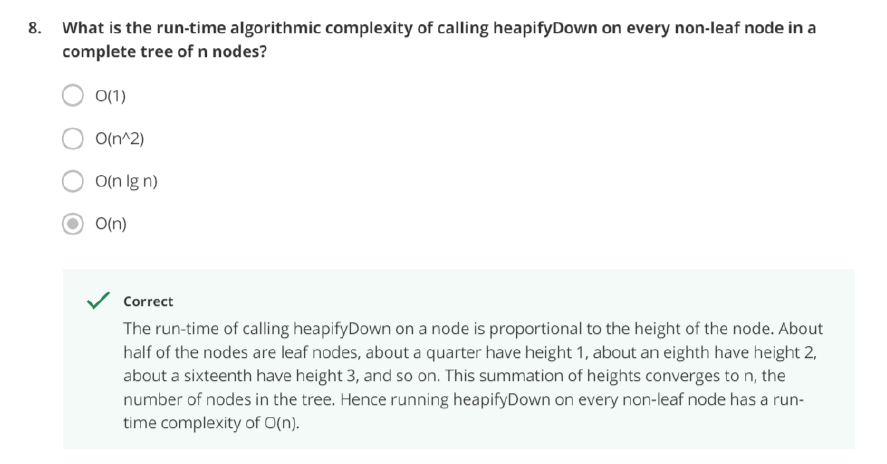 8. What is the run-time algorithmic complexity of calling heapifyDown on every non-leaf node in a
complete tree of n nodes?
O(1)
O(n^2)
O(n lg n)
O(n)
Correct
The run-time of calling heapifyDown on a node is proportional to the height of the node. About
half of the nodes are leaf nodes, about a quarter have height 1, about an eighth have height 2,
about a sixteenth have height 3, and so on. This summation of heights converges to n, the
number of nodes in the tree. Hence running heapifyDown on every non-leaf node has a run-
time complexity of O(n).